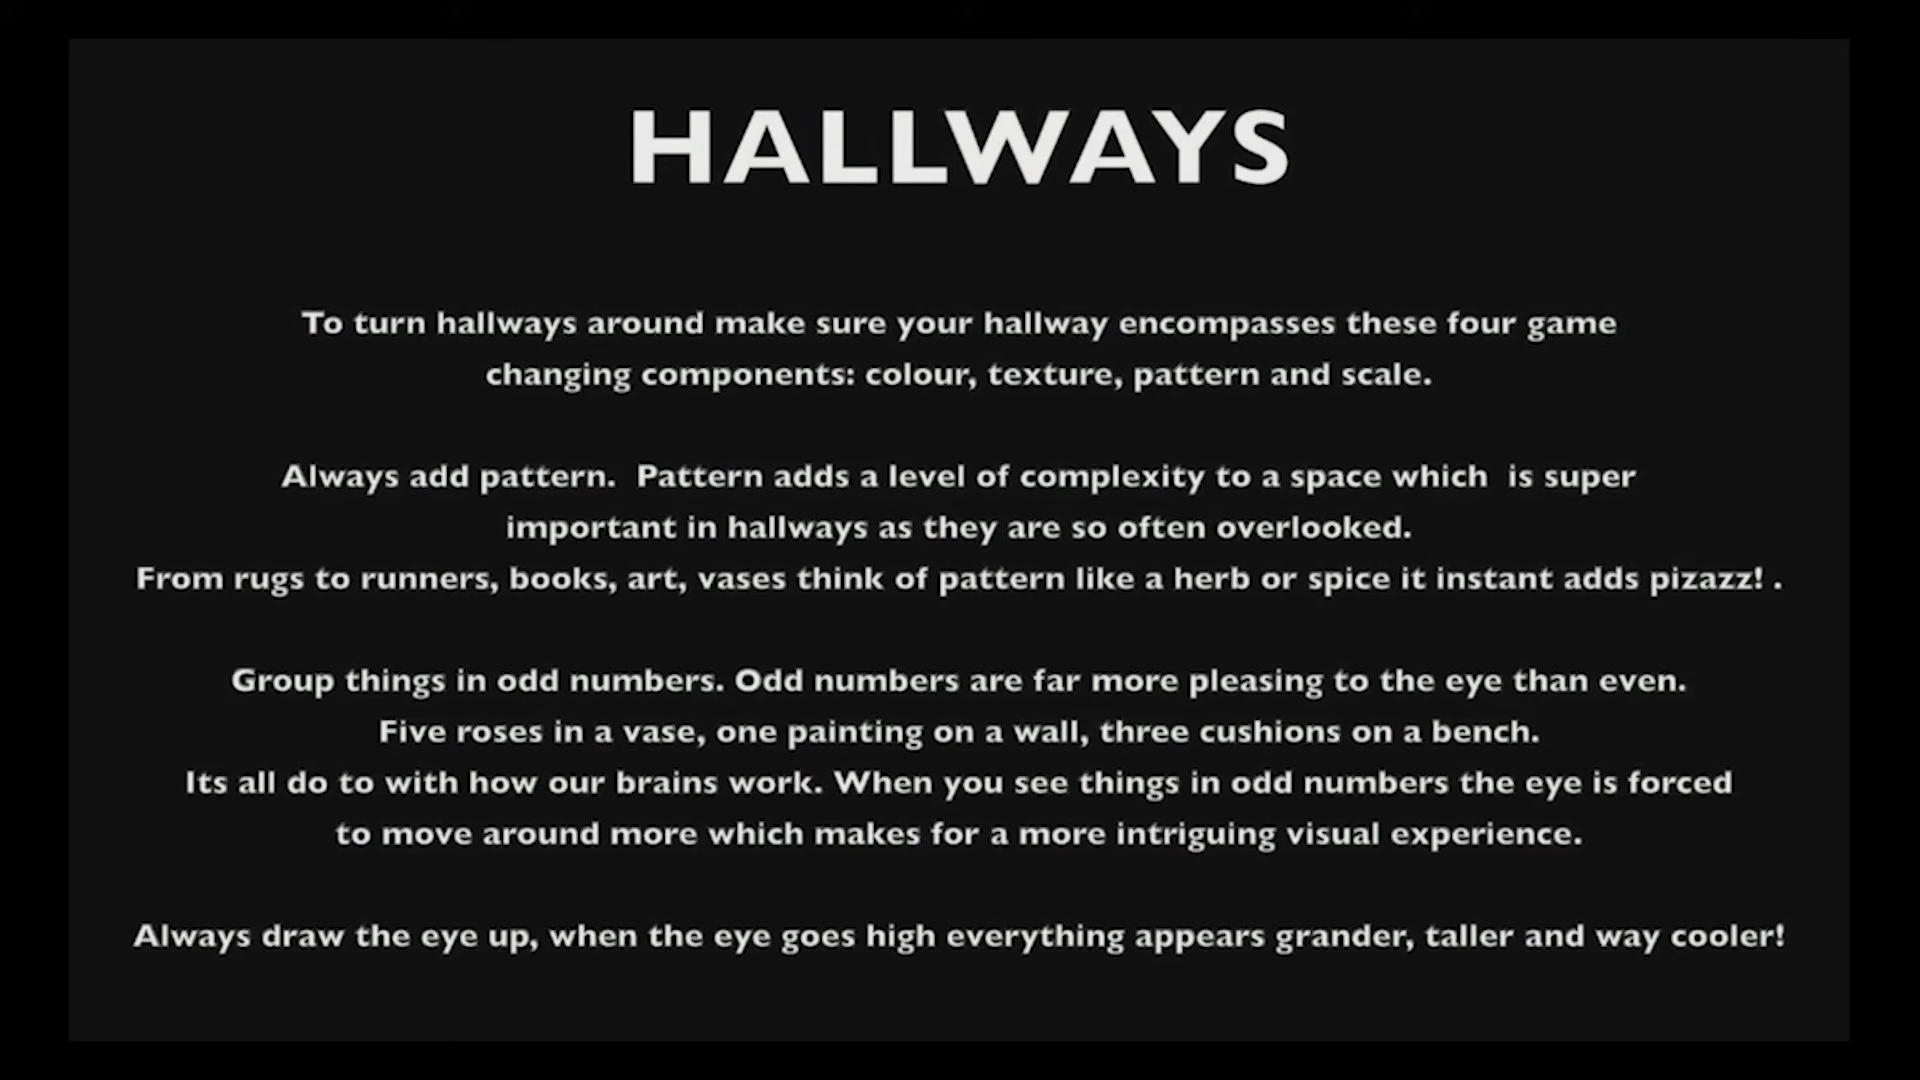 HALLWAYS
To turn hallways around make sure your hallway encompasses these four game
changing components: colour, texture, pattern and scale.
Always add pattern.  Pattern adds a level of complexity to a space which  is super
important in hallways as they are so often overlooked.
From rugs to runners, books, art, vases think of pattern like a herb or spice it instant adds pizazz! .
Group things in odd numbers. Odd numbers are far more pleasing to the eye than even.
Five roses in a vase, one painting on a wall, three cushions on a bench.
Its all do to with how our brains work. When you see things in odd numbers the eye is forced
to move around more which makes for a more intriguing visual experience.
Always draw the eye up, when the eye goes high everything appears grander, taller and way cooler!